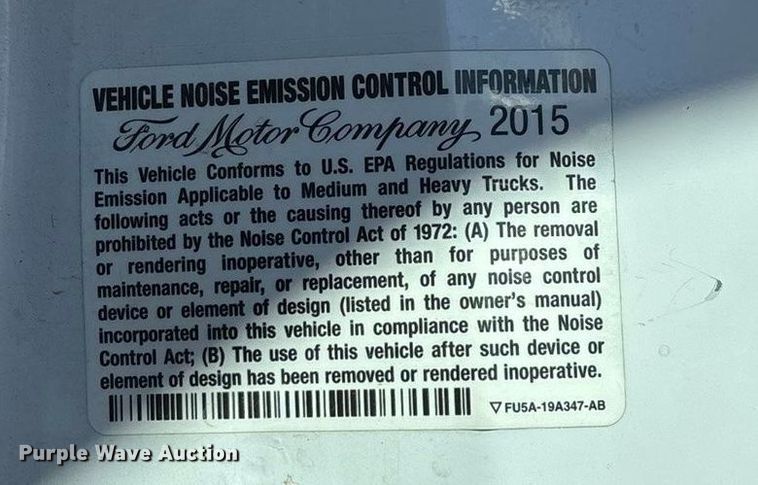 VEHICLE NOISE EMISSION CONTROL INFORMATION
Ford Motor Company 2015
This Vehicle Conforms to U.S. EPA Regulations for Noise
Emission Applicable to Medium and Heavy Trucks. The
following acts or the causing thereof by any person are
prohibited by the Noise Control Act of 1972: (A) The removal
or rendering inoperative, other than for purposes of
maintenance, repair, or replacement, of any noise control
device or element of design (listed in the owner's manual)
incorporated into this vehicle in compliance with the Noise
Control Act; (B) The use of this vehicle after such device or
element of design has been removed or rendered inoperative.
▽ FU5A-19A347-AB
Purple Wave Auction